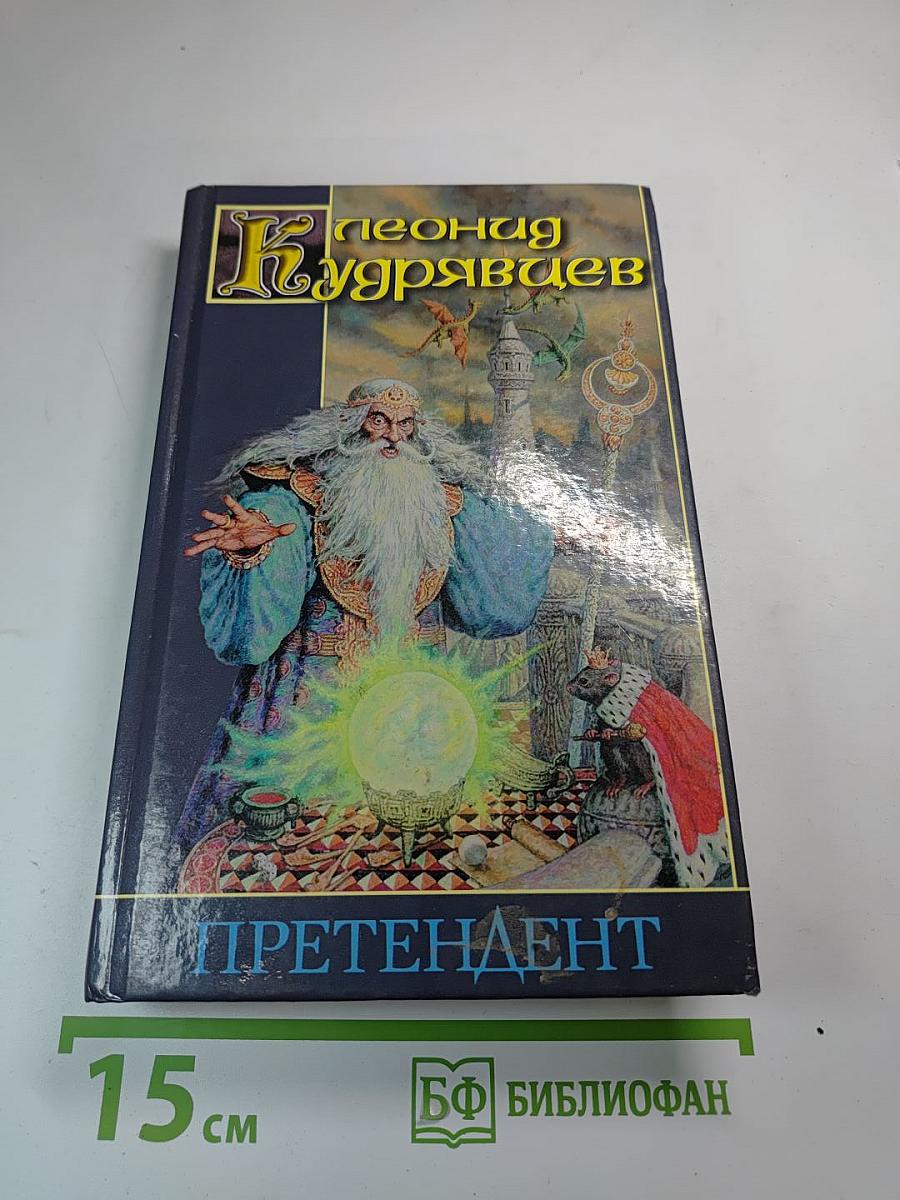 Леонид
Кудрявцев
ПРЕТЕНДЕНТ
15 см
БФ БИБЛИОФАН